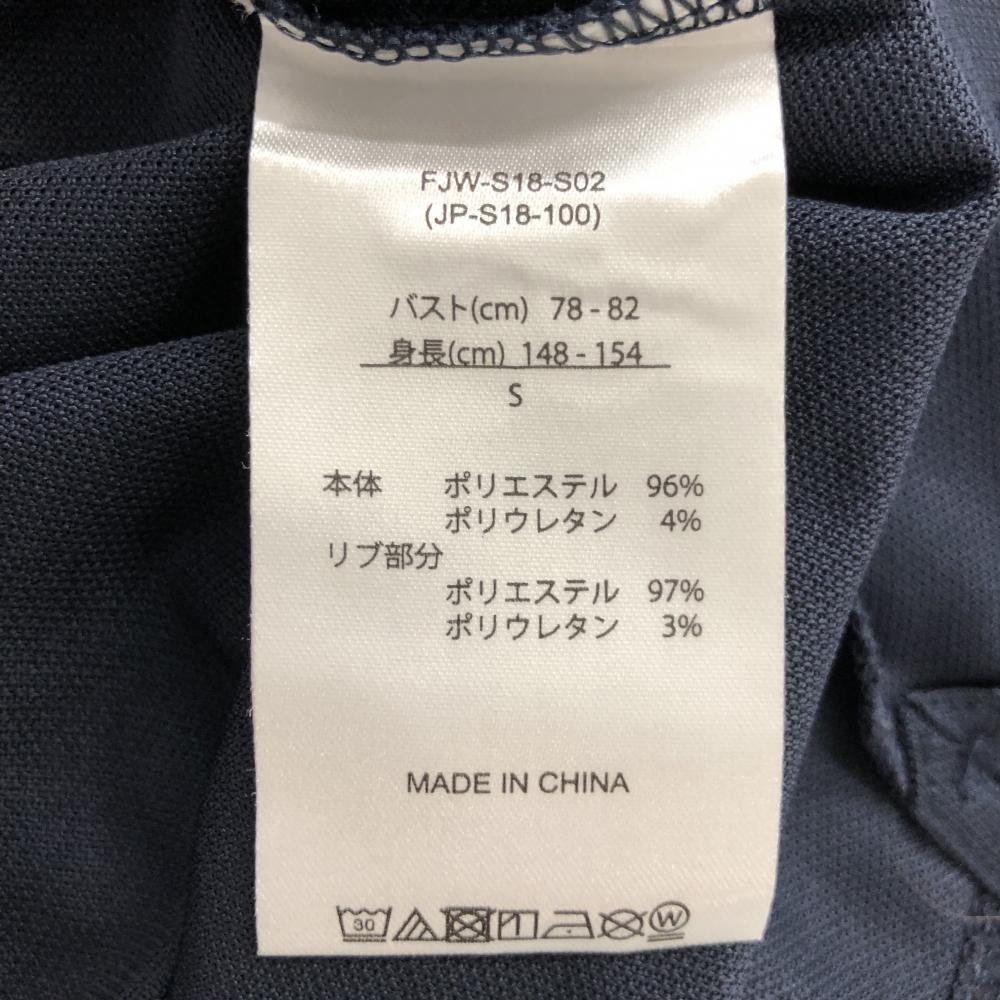 FJW-S18-S02
(JP-S18-100)
バスト(cm) 78 - 82
身長(cm) 148 - 154
S
本体 ポリエステル 96%
ポリウレタン 4%
リブ部分
ポリエステル 97%
ポリウレタン 3%
MADE IN CHINA
30 W